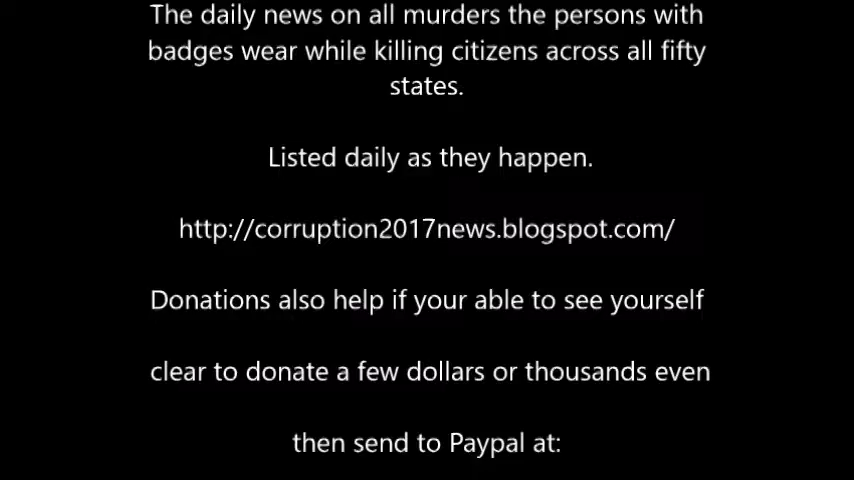 The daily news on all murders the persons with
badges wear while killing citizens across all fifty
states.
Listed daily as they happen.
http://corruption2017news.blogspot.com/
Donations also help if your able to see yourself
clear to donate a few dollars or thousands even
then send to Paypal at: